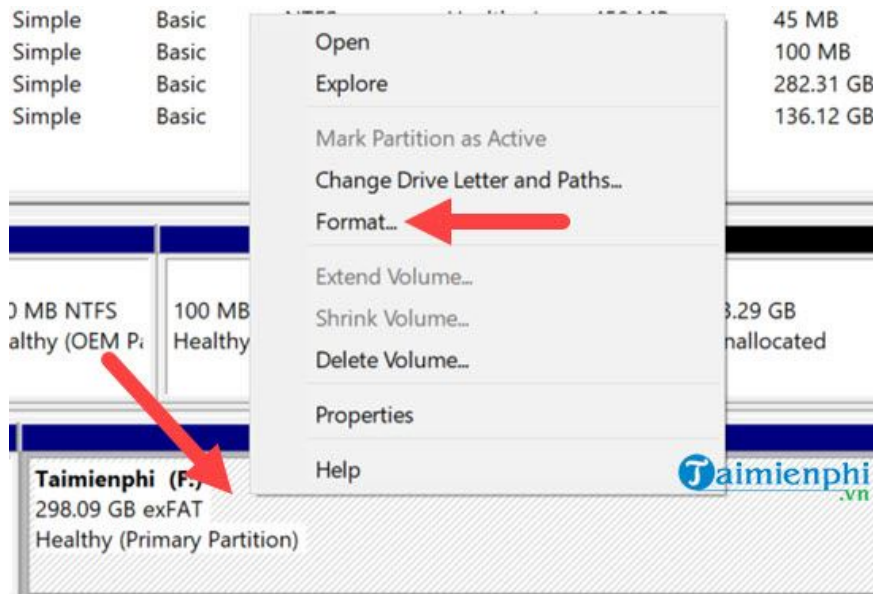 Simple Basic 45 MB
Simple Basic 100 MB
Simple Basic 282.31 GB
Simple Basic 136.12 GB
Open
Explore
Mark Partition as Active
Change Drive Letter and Paths...
Format...
Extend Volume...
Shrink Volume...
Delete Volume...
Properties
Help
MB NTFS
althy (OEM
100 MB
Healthy
.29 GB
nallocated
Taimienphi (F:)
298.09 GB exFAT
Healthy (Primary Partition)
Taimienphi
.vn